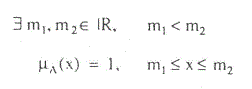 ∃ m₁, m₂ ∈ ℝ, m₁ < m₂
μ_A(x) = 1, m₁ ≤ x ≤ m₂